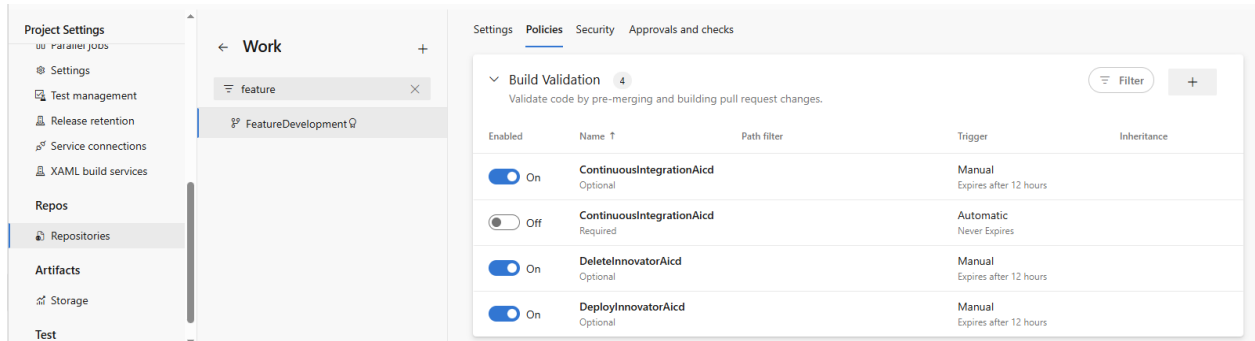 Project Settings
Parallel jobs
Settings
Test management
Release retention
Service connections
XAML build services
Repos
Repositories
Artifacts
Storage
Test
Work
feature
FeatureDevelopment
Settings Policies Security Approvals and checks
Build Validation 4
Filter
Validate code by pre-merging and building pull request changes.
Enabled Name ↑ Path filter Trigger Inheritance
On ContinuousIntegrationAicd Manual
Optional Expires after 12 hours
Off ContinuousIntegrationAicd Automatic
Required Never Expires
On DeleteInnovatorAicd Manual
Optional Expires after 12 hours
On DeployInnovatorAicd Manual
Optional Expires after 12 hours